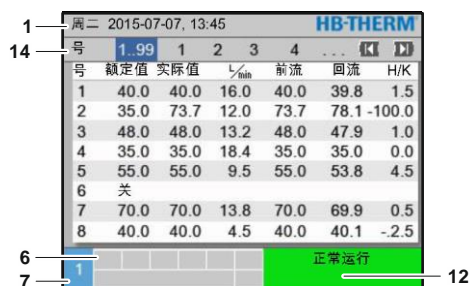 1 周二 2015-07-07, 13:45 HB-THERM
14 号 1..99 1 2 3 4 ...
号 额定值 实际值 L/min 前流 回流 H/K
1 40.0 40.0 16.0 40.0 39.8 1.5
2 35.0 73.7 12.0 73.7 78.1 -100.0
3 48.0 48.0 13.2 48.0 47.9 1.0
4 35.0 35.0 18.4 35.0 35.0 0.0
5 55.0 55.0 9.5 55.0 53.8 4.5
6 关
7 70.0 70.0 13.8 70.0 69.9 0.5
8 40.0 40.0 4.5 40.0 40.1 -.2.5
6 正常运行
1
7 12